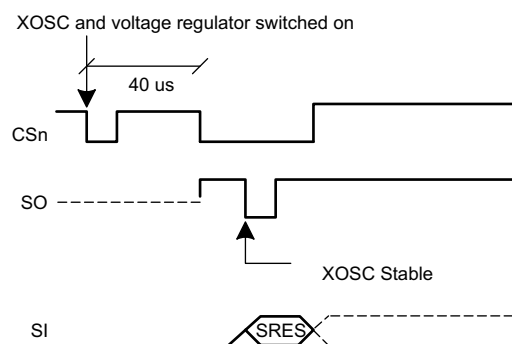 XOSC and voltage regulator switched on
40 us
CSn
SO
XOSC Stable
SI
SRES